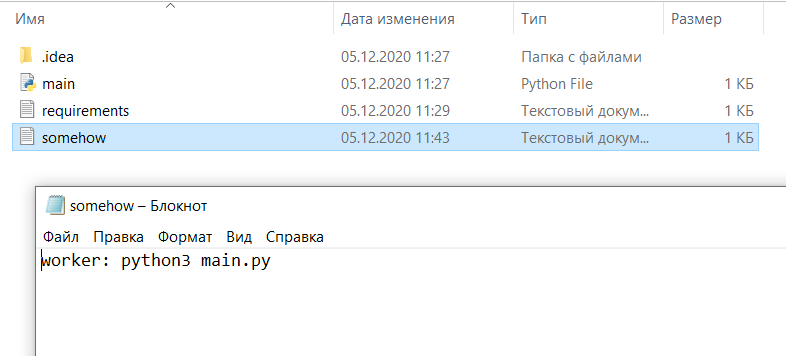 Имя Дата изменения Тип Размер
.idea 05.12.2020 11:27 Папка с файлами
main 05.12.2020 11:27 Python File 1 КБ
requirements 05.12.2020 11:29 Текстовый докум... 1 КБ
somehow 05.12.2020 11:43 Текстовый докум... 1 КБ
somehow – Блокнот
Файл Правка Формат Вид Справка
worker: python3 main.py